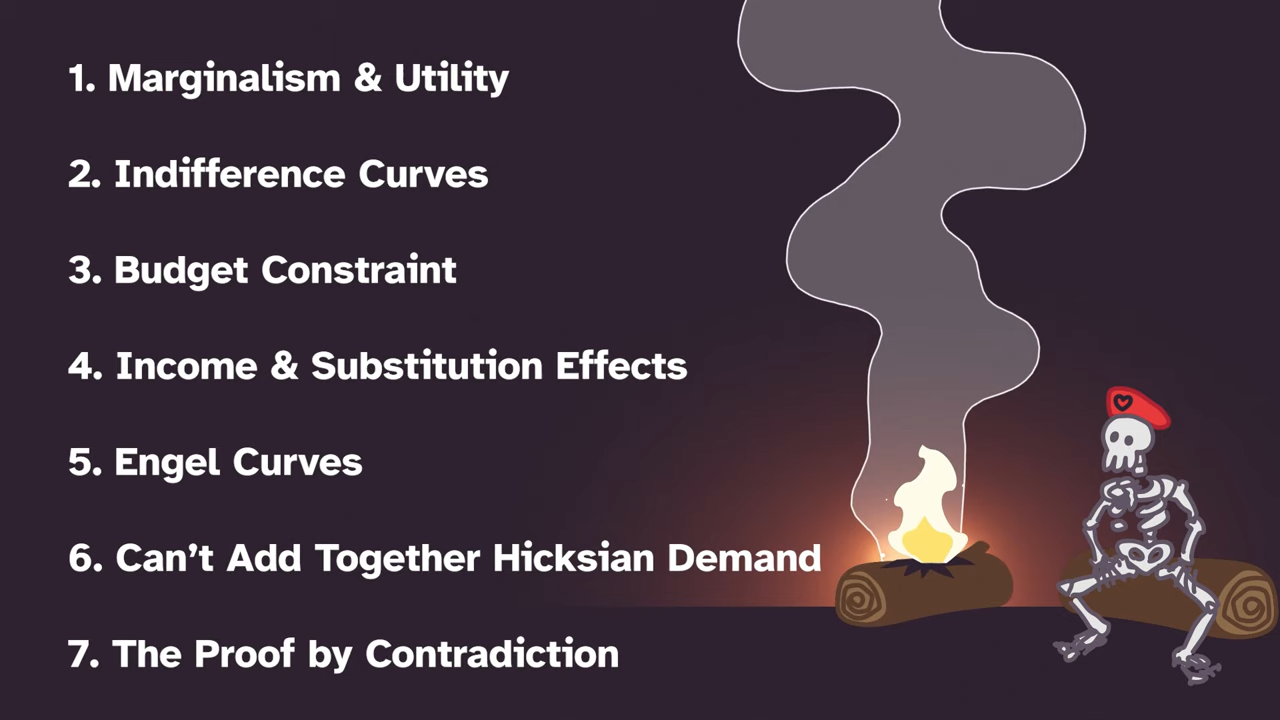 1. Marginalism & Utility
2. Indifference Curves
3. Budget Constraint
4. Income & Substitution Effects
5. Engel Curves
6. Can’t Add Together Hicksian Demand
7. The Proof by Contradiction